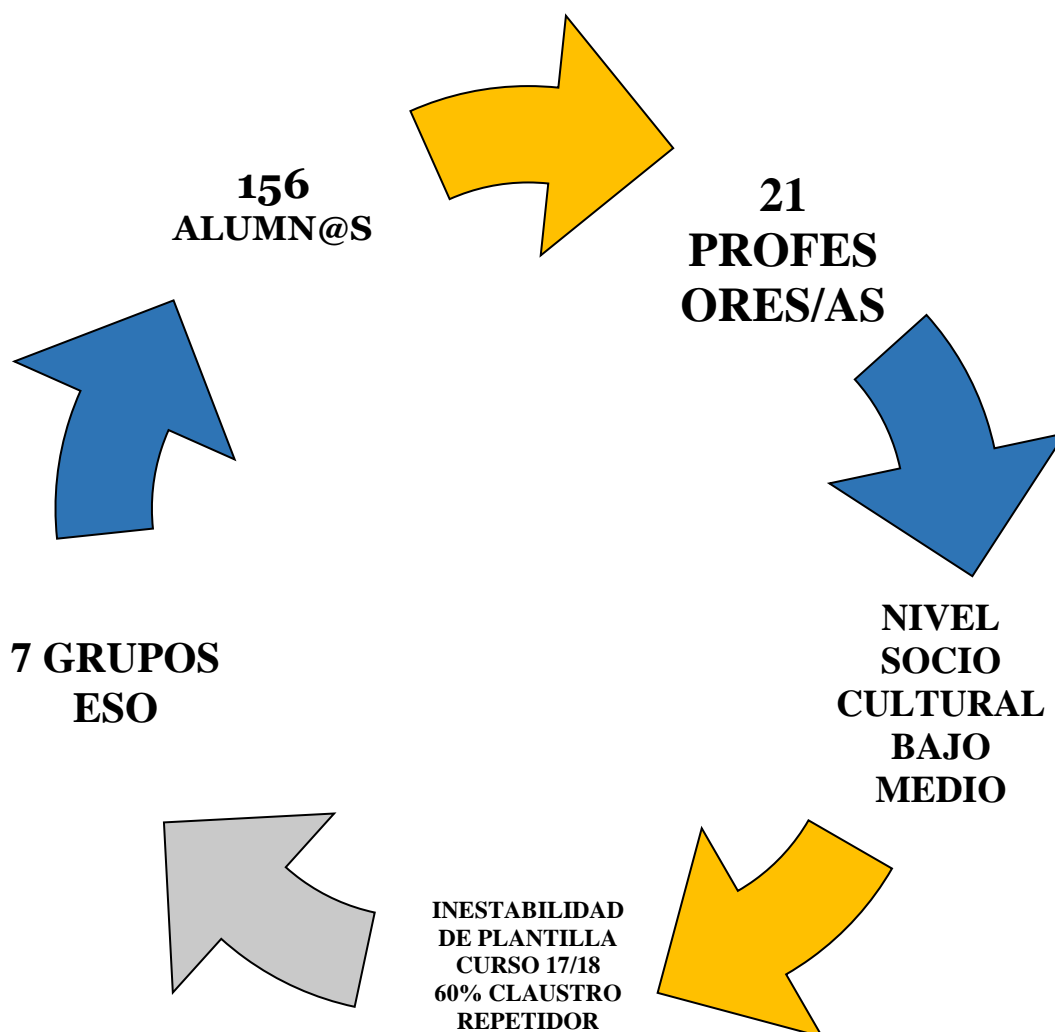 156
ALUMN@S
21
PROFES
ORES/AS
NIVEL
SOCIO
CULTURAL
BAJO
MEDIO
INESTABILIDAD
DE PLANTILLA
CURSO 17/18
60% CLAUSTRO
REPETIDOR
7 GRUPOS
ESO